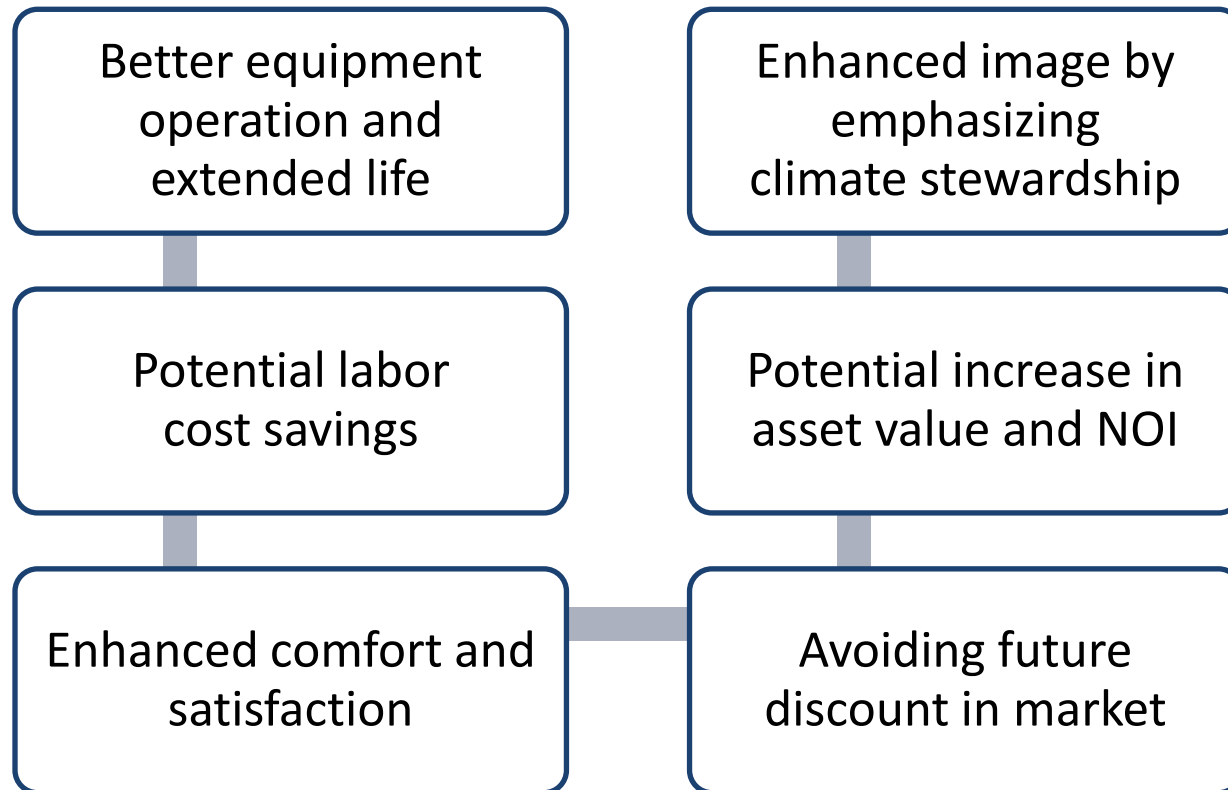 Better equipment
operation and
extended life
Potential labor
cost savings
Enhanced comfort and
satisfaction
Avoiding future
discount in market
Potential increase in
asset value and NOI
Enhanced image by
emphasizing
climate stewardship